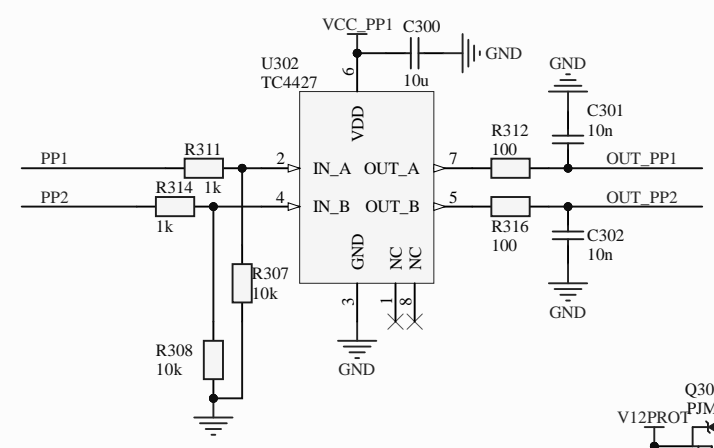 VCC_PP1
C300
GND
10u
U302
TC4427
6
VDD
GND
C301
10n
R312
100
R311
1k
PP1
2
IN_A
OUT_A
7
OUT_PP1
R314
1k
PP2
4
IN_B
OUT_B
5
OUT_PP2
R316
100
C302
10n
GND
GND
NC
NC
R307
10k
3
1
8
GND
R308
10k
V12PROT